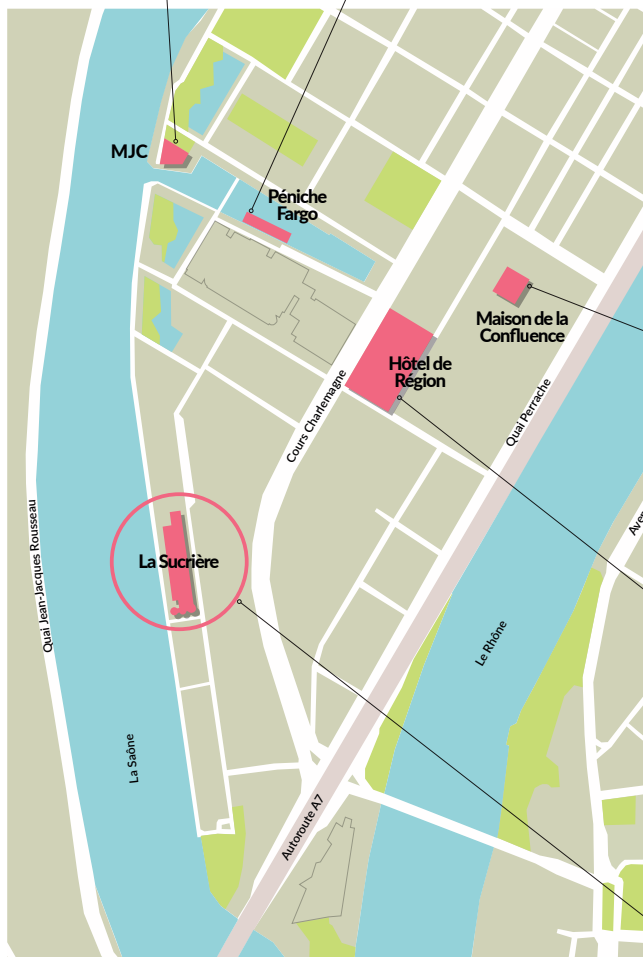 MJC
Péniche
Fargo
Maison de la
Confluence
Hôtel de
Région
Cours Charlemagne
Quai Perrache
Quai Jean-Jacques Rousseau
La Sucrière
Le Rhône
La Saône
Autoroute A7